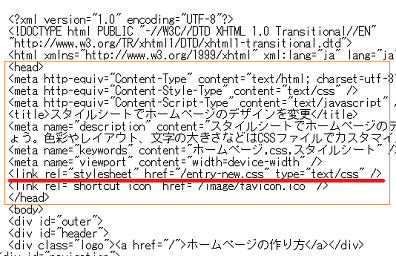 <?xml version="1.0" encoding="UTF-8"?>
<!DOCTYPE html PUBLIC "-//W3C//DTD XHTML 1.0 Transitional//EN"
"http://www.w3.org/TR/xhtml1/DTD/xhtml1-transitional.dtd">
<html xmlns="http://www.w3.org/1999/xhtml" xml:lang="ja" lang="ja
<head>
<meta http-equiv="Content-Type" content="text/html; charset=utf-8
<meta http-equiv="Content-Style-Type" content="text/css" />
<meta http-equiv="Content-Script-Type" content="text/javascript" /
<title>スタイルシートでホームページのデザインを変更</title>
<meta name="description" content="スタイルシートでホームページのデ
ょう。色彩やレイアウト、文字の大きさなどはCSSファイルでカスタマイ
<meta name="keywords" content="ホームページ,css,スタイルシート" /
<meta name="viewport" content="width=device-width" />
<link rel="stylesheet" href="/entry-new.css" type="text/css" />
<link rel="shortcut icon" href="/image/favicon.ico" />
</head>
<body>
<div id="outer">
<div id="header">
<div class="logo"><a href="/">ホームページの作り方</a></div>
<div id="navigation">